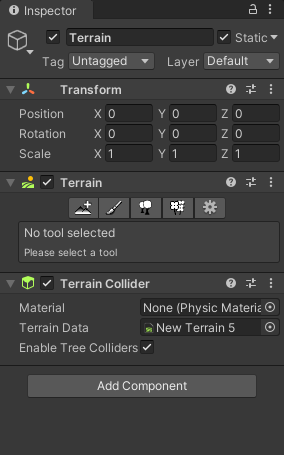 Inspector
Terrain Static
Tag Untagged Layer Default
Transform
Position X 0 Y 0 Z 0
Rotation X 0 Y 0 Z 0
Scale X 1 Y 1 Z 1
Terrain
No tool selected
Please select a tool
Terrain Collider
Material None (Physic Materia
Terrain Data New Terrain 5
Enable Tree Colliders
Add Component